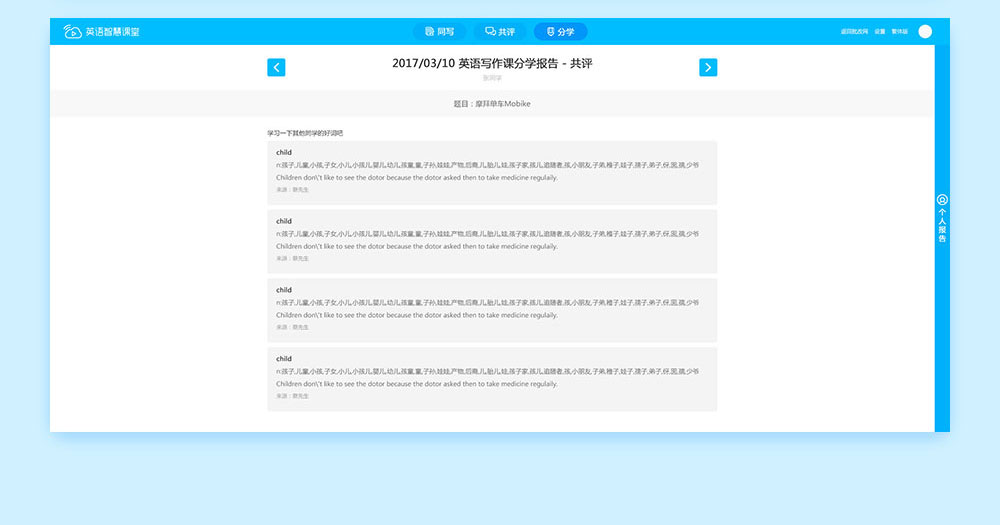 英语智慧课堂
同写
共评
分学
返回批改网 设置 繁体版
2017/03/10 英语写作课分学报告 - 共评
张同学
题目：摩拜单车Mobike
学习一下其他同学的好词吧
child
n:孩子,儿童,小孩,子女,小儿,小孩儿,婴儿,幼儿,孩童,童,子孙,娃娃,产物,后裔,儿,胎儿,娃,孩子家,孩儿,追随者,孩,小朋友,子弟,稚子,娃子,孺子,弟子,伢,囡,孺,少爷
Children don\'t like to see the dotor because the dotor asked then to take medicine regulaily.
来源：蔡先生
child
n:孩子,儿童,小孩,子女,小儿,小孩儿,婴儿,幼儿,孩童,童,子孙,娃娃,产物,后裔,儿,胎儿,娃,孩子家,孩儿,追随者,孩,小朋友,子弟,稚子,娃子,孺子,弟子,伢,囡,孺,少爷
Children don\'t like to see the dotor because the dotor asked then to take medicine regulaily.
来源：蔡先生
child
n:孩子,儿童,小孩,子女,小儿,小孩儿,婴儿,幼儿,孩童,童,子孙,娃娃,产物,后裔,儿,胎儿,娃,孩子家,孩儿,追随者,孩,小朋友,子弟,稚子,娃子,孺子,弟子,伢,囡,孺,少爷
Children don\'t like to see the dotor because the dotor asked then to take medicine regulaily.
来源：蔡先生
child
n:孩子,儿童,小孩,子女,小儿,小孩儿,婴儿,幼儿,孩童,童,子孙,娃娃,产物,后裔,儿,胎儿,娃,孩子家,孩儿,追随者,孩,小朋友,子弟,稚子,娃子,孺子,弟子,伢,囡,孺,少爷
Children don\'t like to see the dotor because the dotor asked then to take medicine regulaily.
来源：蔡先生
个人报告